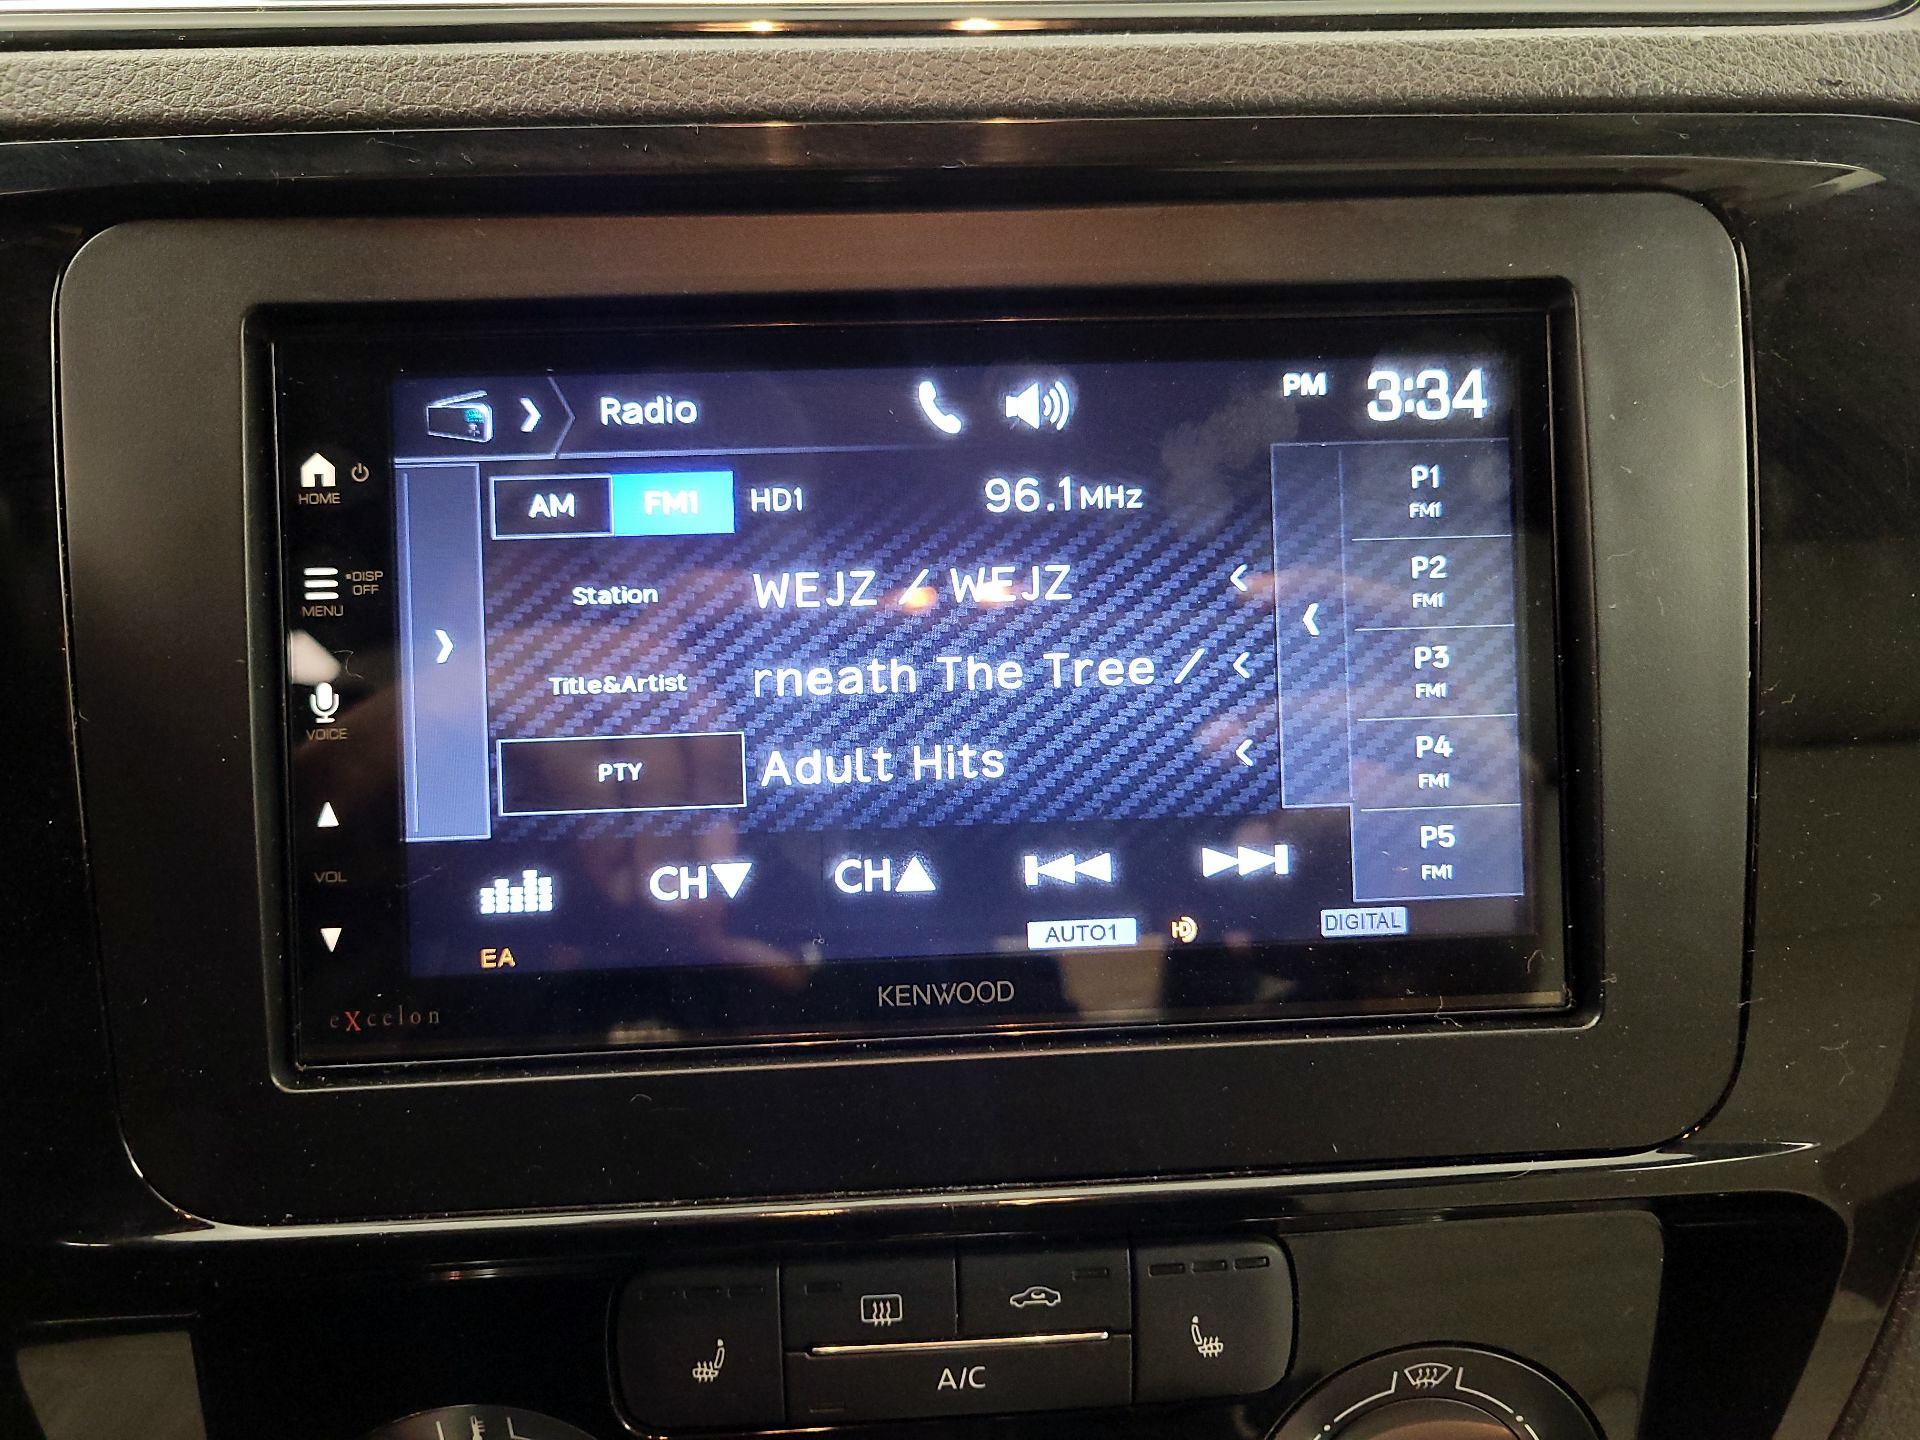 Radio
PM 3:34
HOME
AM FM1 HD1 96.1MHz
P1
FM1
DISP
OFF
MENU
Station WEJZ / WEJZ
P2
FM1
Title&Artist rneath The Tree /
P3
FM1
VOICE
PTY Adult Hits
P4
FM1
VOL
CH▼ CH▲
P5
FM1
EA
AUTO1 HD DIGITAL
eXcelon
KENWOOD
A/C